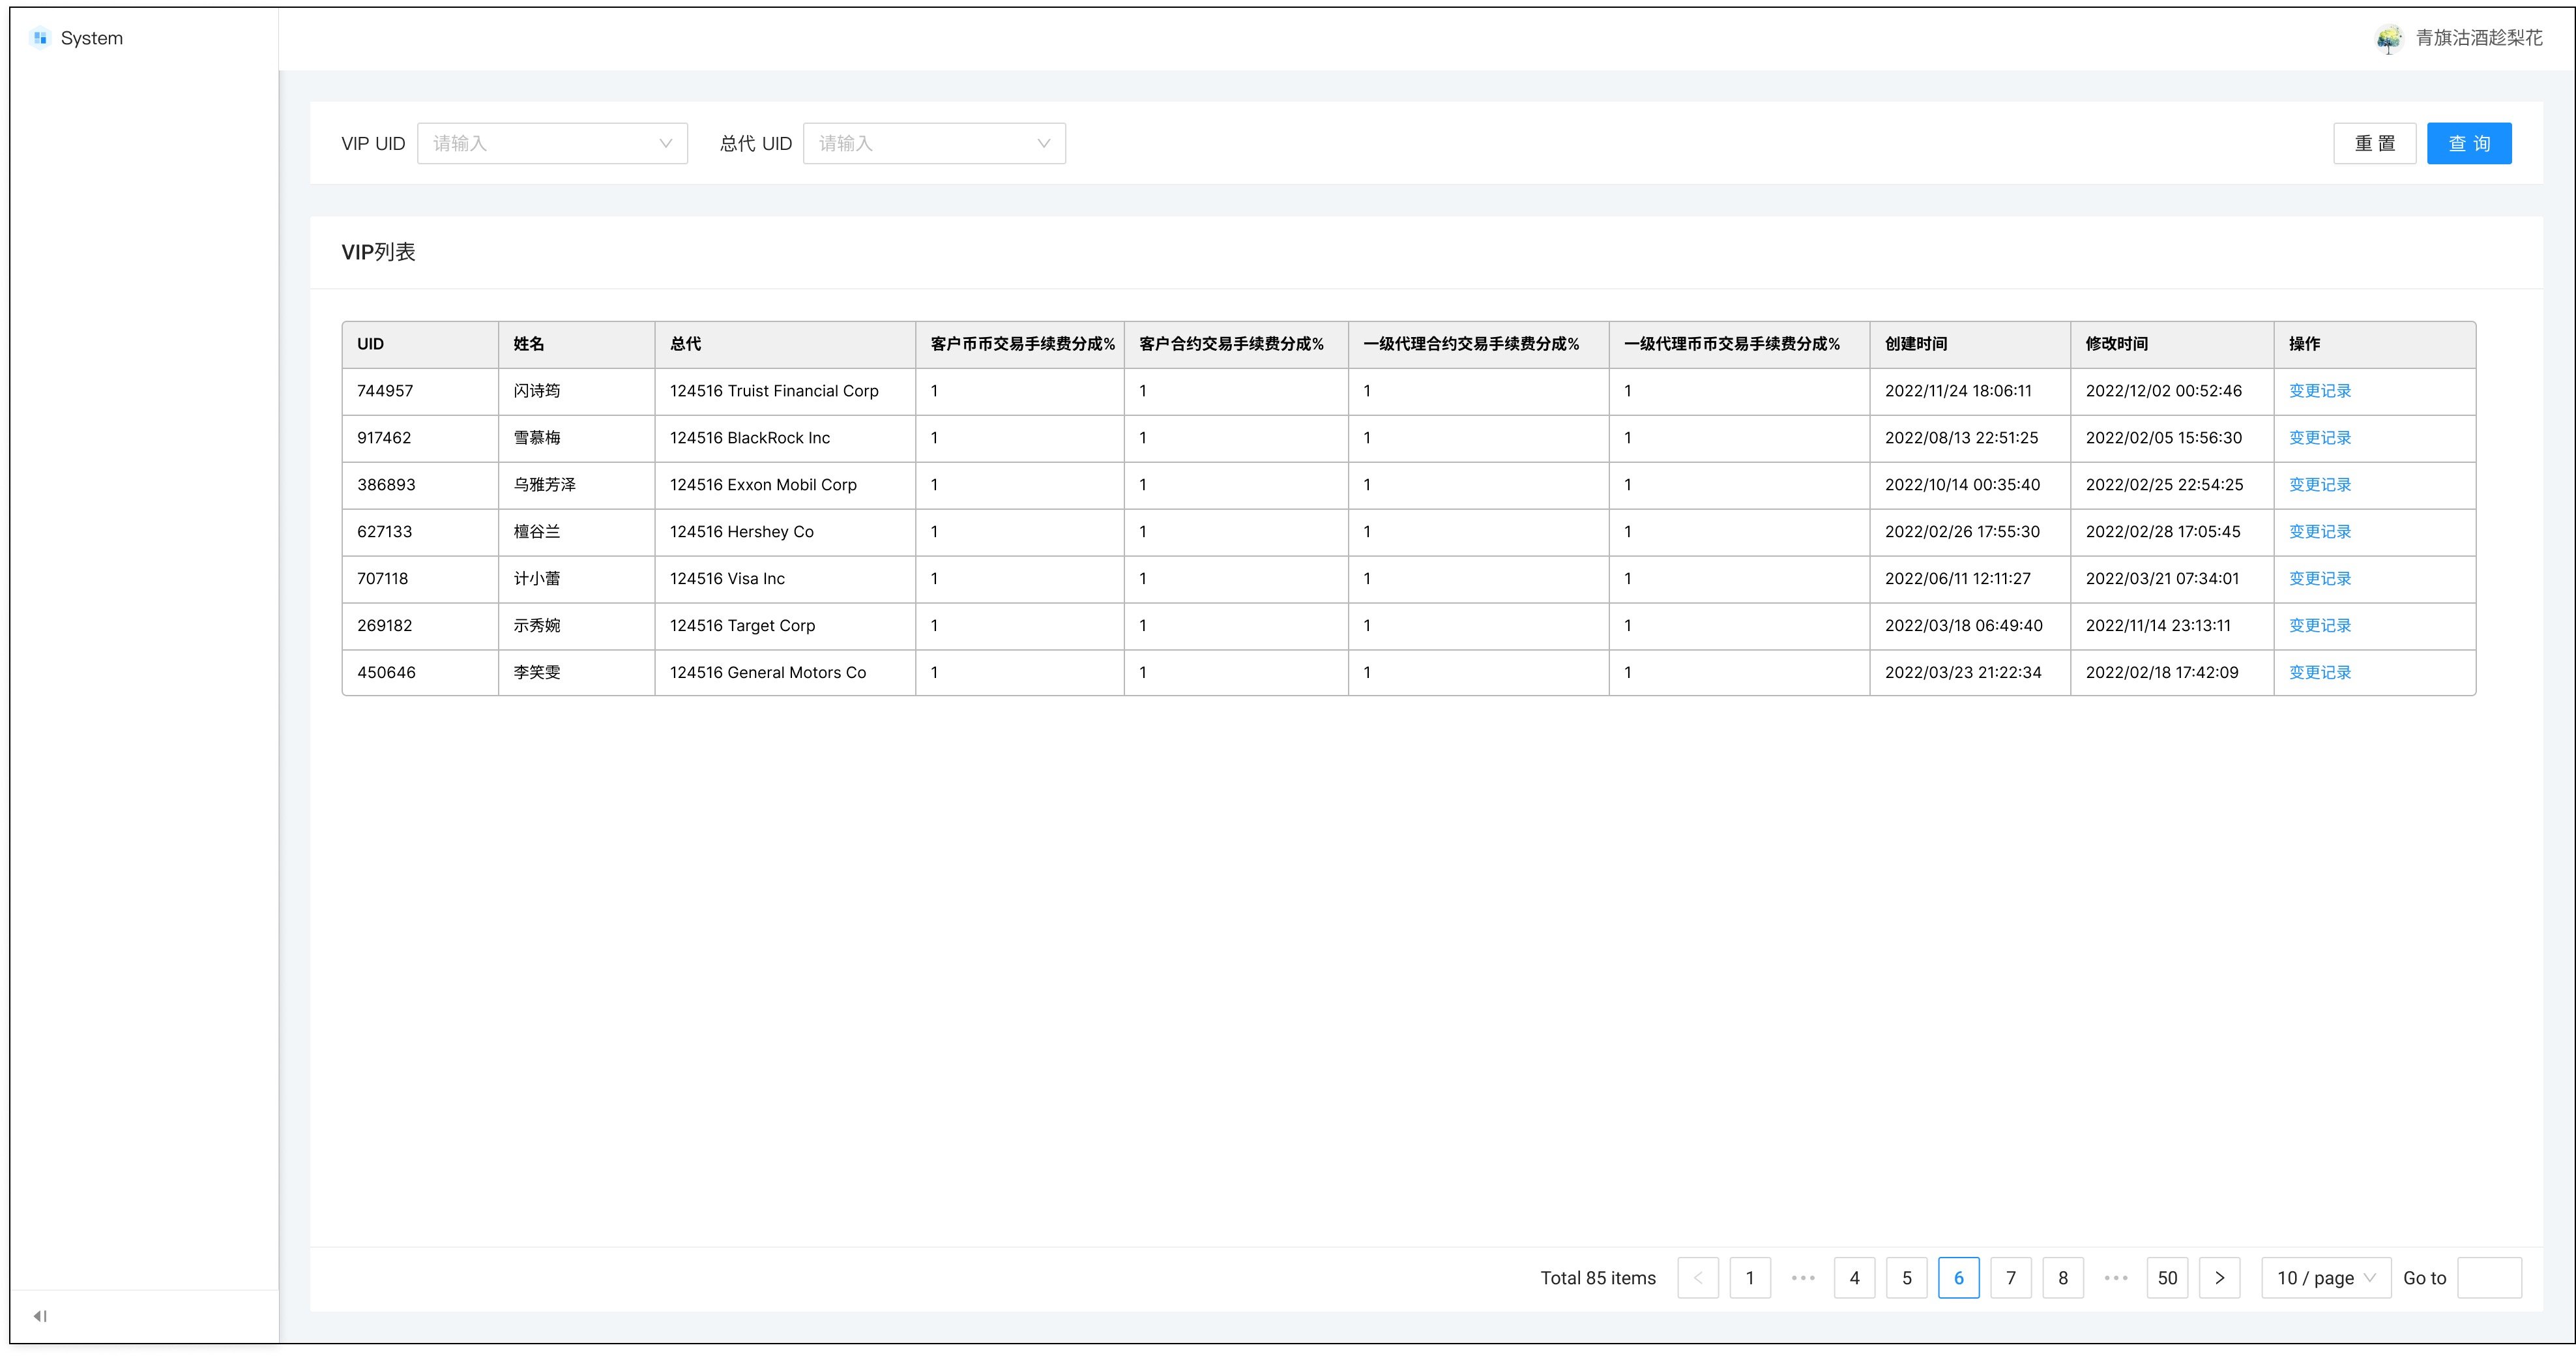 System
青旗沽酒趁梨花
VIP UID 请输入 总代 UID 请输入 重 置 查 询
VIP列表
UID 姓名 总代 客户币币交易手续费分成% 客户合约交易手续费分成% 一级代理合约交易手续费分成% 一级代理币币交易手续费分成% 创建时间 修改时间 操作
744957 闪诗筠 124516 Truist Financial Corp 1 1 1 1 2022/11/24 18:06:11 2022/12/02 00:52:46 变更记录
917462 雪慕梅 124516 BlackRock Inc 1 1 1 1 2022/08/13 22:51:25 2022/02/05 15:56:30 变更记录
386893 乌雅芳泽 124516 Exxon Mobil Corp 1 1 1 1 2022/10/14 00:35:40 2022/02/25 22:54:25 变更记录
627133 檀谷兰 124516 Hershey Co 1 1 1 1 2022/02/26 17:55:30 2022/02/28 17:05:45 变更记录
707118 计小蕾 124516 Visa Inc 1 1 1 1 2022/06/11 12:11:27 2022/03/21 07:34:01 变更记录
269182 示秀婉 124516 Target Corp 1 1 1 1 2022/03/18 06:49:40 2022/11/14 23:13:11 变更记录
450646 李笑雯 124516 General Motors Co 1 1 1 1 2022/03/23 21:22:34 2022/02/18 17:42:09 变更记录
Total 85 items 1 ••• 4 5 6 7 8 ••• 50 10 / page Go to